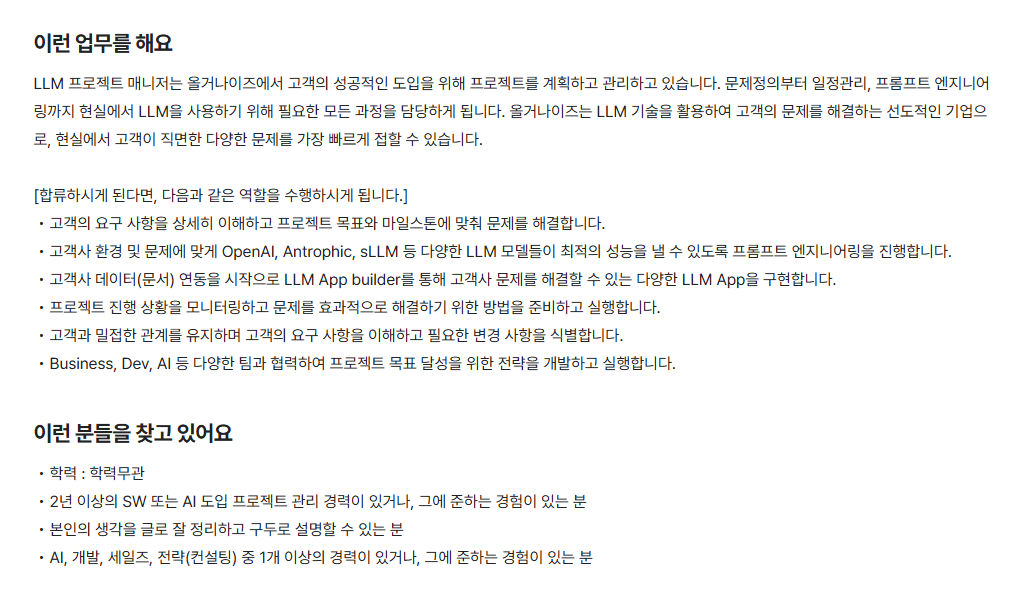 이런 업무를 해요
LLM 프로젝트 매니저는 올거나이즈에서 고객의 성공적인 도입을 위해 프로젝트를 계획하고 관리하고 있습니다. 문제정의부터 일정관리, 프롬프트 엔지니어
링까지 현실에서 LLM을 사용하기 위해 필요한 모든 과정을 담당하게 됩니다. 올거나이즈는 LLM 기술을 활용하여 고객의 문제를 해결하는 선도적인 기업으
로, 현실에서 고객이 직면한 다양한 문제를 가장 빠르게 접할 수 있습니다.
[합류하시게 된다면, 다음과 같은 역할을 수행하시게 됩니다.]
• 고객의 요구 사항을 상세히 이해하고 프로젝트 목표와 마일스톤에 맞춰 문제를 해결합니다.
• 고객사 환경 및 문제에 맞게 OpenAI, Antrophic, sLLM 등 다양한 LLM 모델들이 최적의 성능을 낼 수 있도록 프롬프트 엔지니어링을 진행합니다.
• 고객사 데이터(문서) 연동을 시작으로 LLM App builder를 통해 고객사 문제를 해결할 수 있는 다양한 LLM App을 구현합니다.
• 프로젝트 진행 상황을 모니터링하고 문제를 효과적으로 해결하기 위한 방법을 준비하고 실행합니다.
• 고객과 밀접한 관계를 유지하며 고객의 요구 사항을 이해하고 필요한 변경 사항을 식별합니다.
• Business, Dev, AI 등 다양한 팀과 협력하여 프로젝트 목표 달성을 위한 전략을 개발하고 실행합니다.
이런 분들을 찾고 있어요
• 학력 : 학력무관
• 2년 이상의 SW 또는 AI 도입 프로젝트 관리 경력이 있거나, 그에 준하는 경험이 있는 분
• 본인의 생각을 글로 잘 정리하고 구두로 설명할 수 있는 분
• AI, 개발, 세일즈, 전략(컨설팅) 중 1개 이상의 경력이 있거나, 그에 준하는 경험이 있는 분